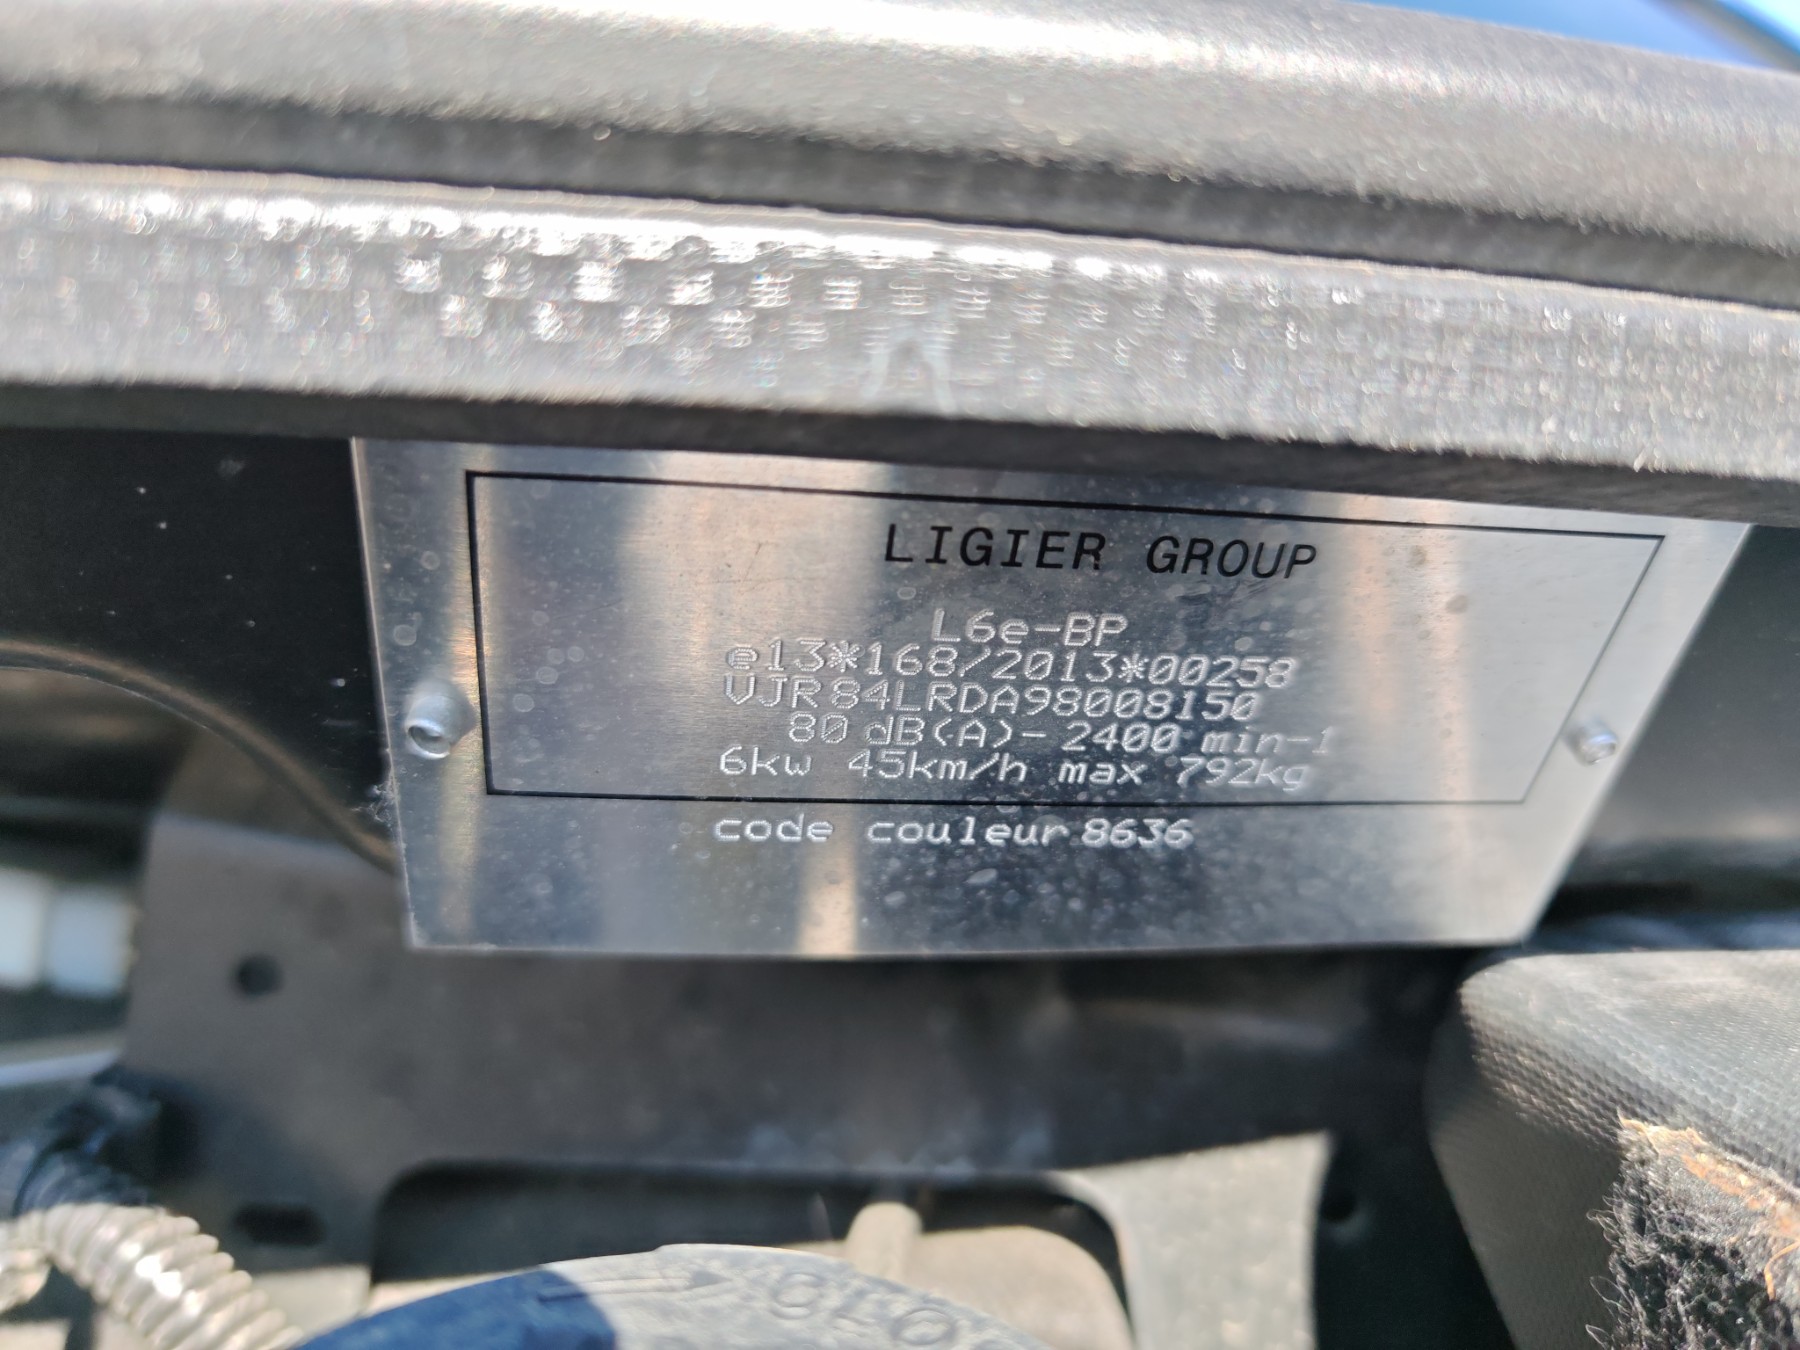 LIGIER GROUP
L6e-BP
e13*168/2013*00258
VJR84LRDA98008150
80 dB(A)- 2400 min-1
6kw 45km/h max 792kg
code couleur 8636
CLO